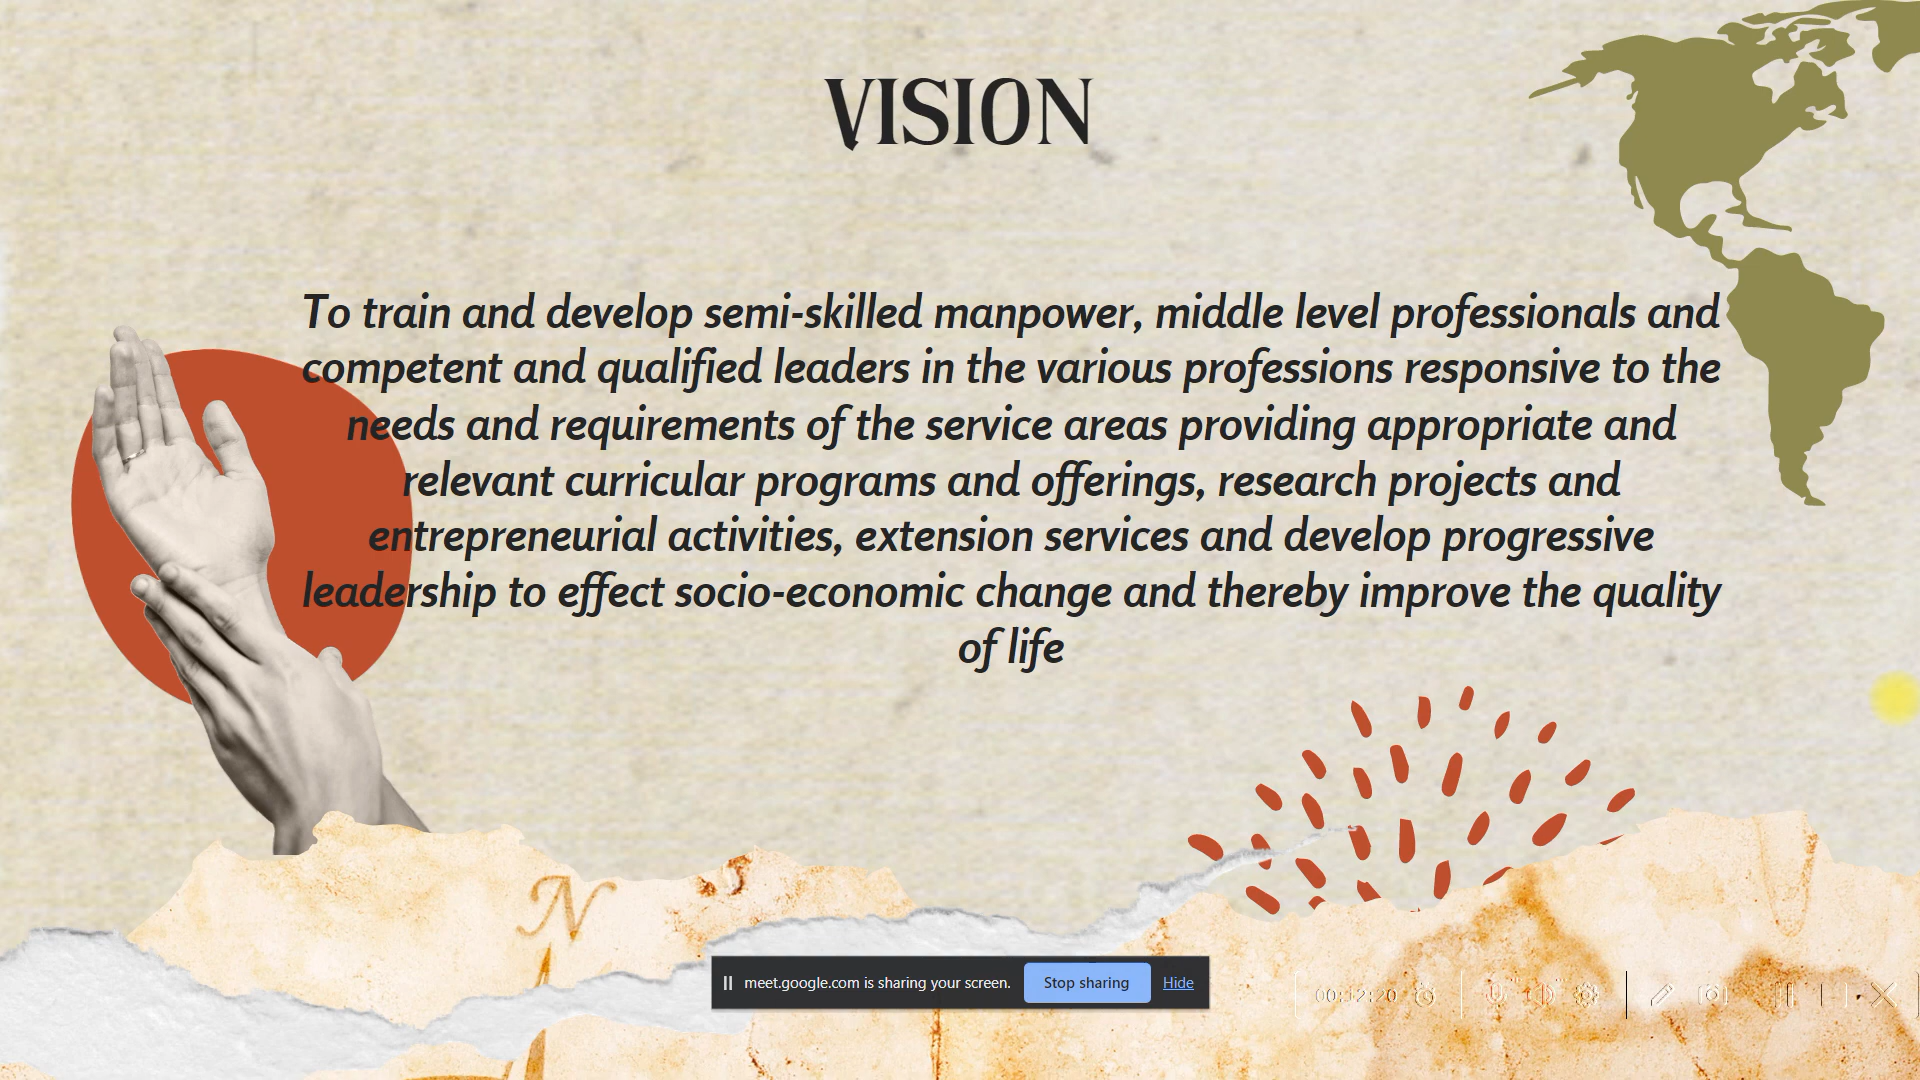 VISION
To train and develop semi-skilled manpower, middle level professionals and
competent and qualified leaders in the various professions responsive to the
needs and requirements of the service areas providing appropriate and
relevant curricular programs and offerings, research projects and
entrepreneurial activities, extension services and develop progressive
leadership to effect socio-economic change and thereby improve the quality
of life
N
meet.google.com is sharing your screen. Stop sharing Hide
00:12:20